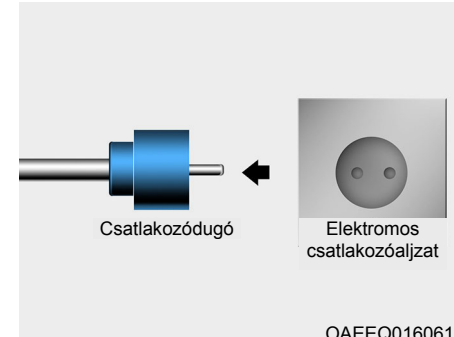 Csatlakozódugó
Elektromos
csatlakozóaljzat
OAEEQ016061